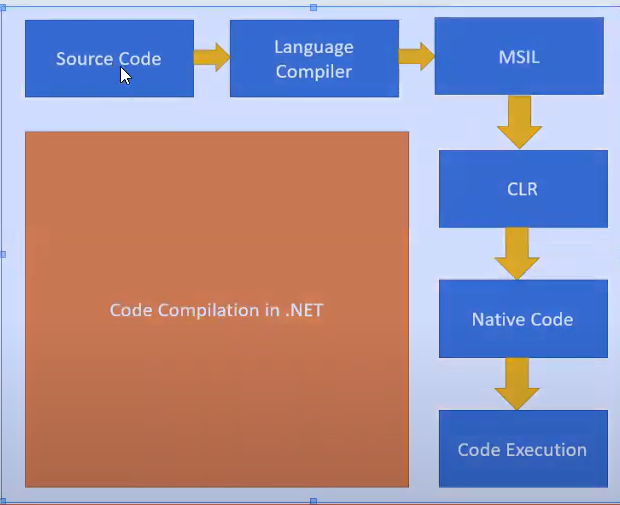 Source Code
Language
Compiler
MSIL
CLR
Native Code
Code Execution
Code Compilation in .NET